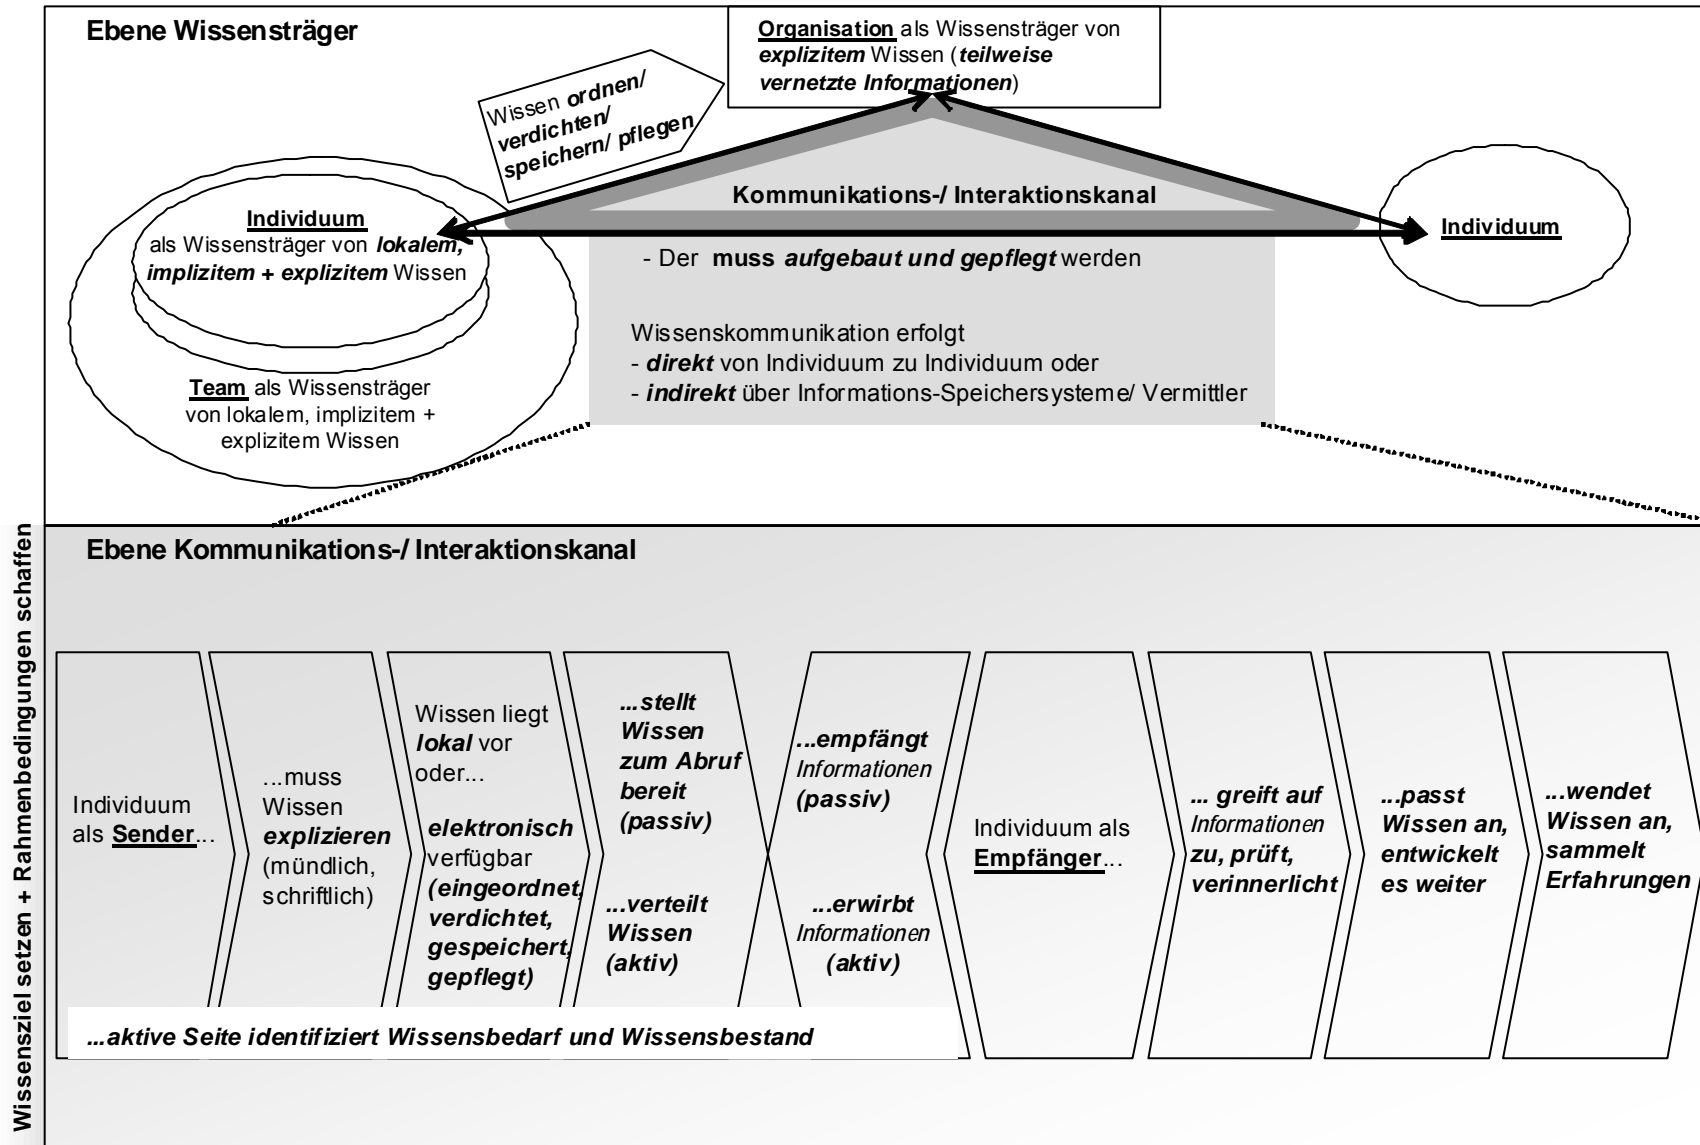 Ebene Wissensträger
Organisation als Wissensträger von
explizitem Wissen (teilweise
vernetzte Informationen)
Wissen ordnen/
verdichten/
speichern/ pflegen
Individuum
als Wissensträger von lokalem,
implizitem + explizitem Wissen
Team als Wissensträger
von lokalem, implizitem +
explizitem Wissen
Kommunikations-/ Interaktionskanal
Individuum
- Der muss aufgebaut und gepflegt werden
Wissenskommunikation erfolgt
- direkt von Individuum zu Individuum oder
- indirekt über Informations-Speichersysteme/ Vermittler
Wissensziel setzen + Rahmenbedingungen schaffen
Ebene Kommunikations-/ Interaktionskanal
Individuum
als Sender...
...muss
Wissen
explizieren
(mündlich,
schriftlich)
Wissen liegt
lokal vor
oder...
elektronisch
verfügbar
(eingeordnet,
verdichtet,
gespeichert,
gepflegt)
...stellt
Wissen
zum Abruf
bereit
(passiv)
...verteilt
Wissen
(aktiv)
...empfängt
Informationen
(passiv)
...erwirbt
Informationen
(aktiv)
Individuum als
Empfänger...
... greift auf
Informationen
zu, prüft,
verinnerlicht
...passt
Wissen an,
entwickelt
es weiter
...wendet
Wissen an,
sammelt
Erfahrungen
...aktive Seite identifiziert Wissensbedarf und Wissensbestand